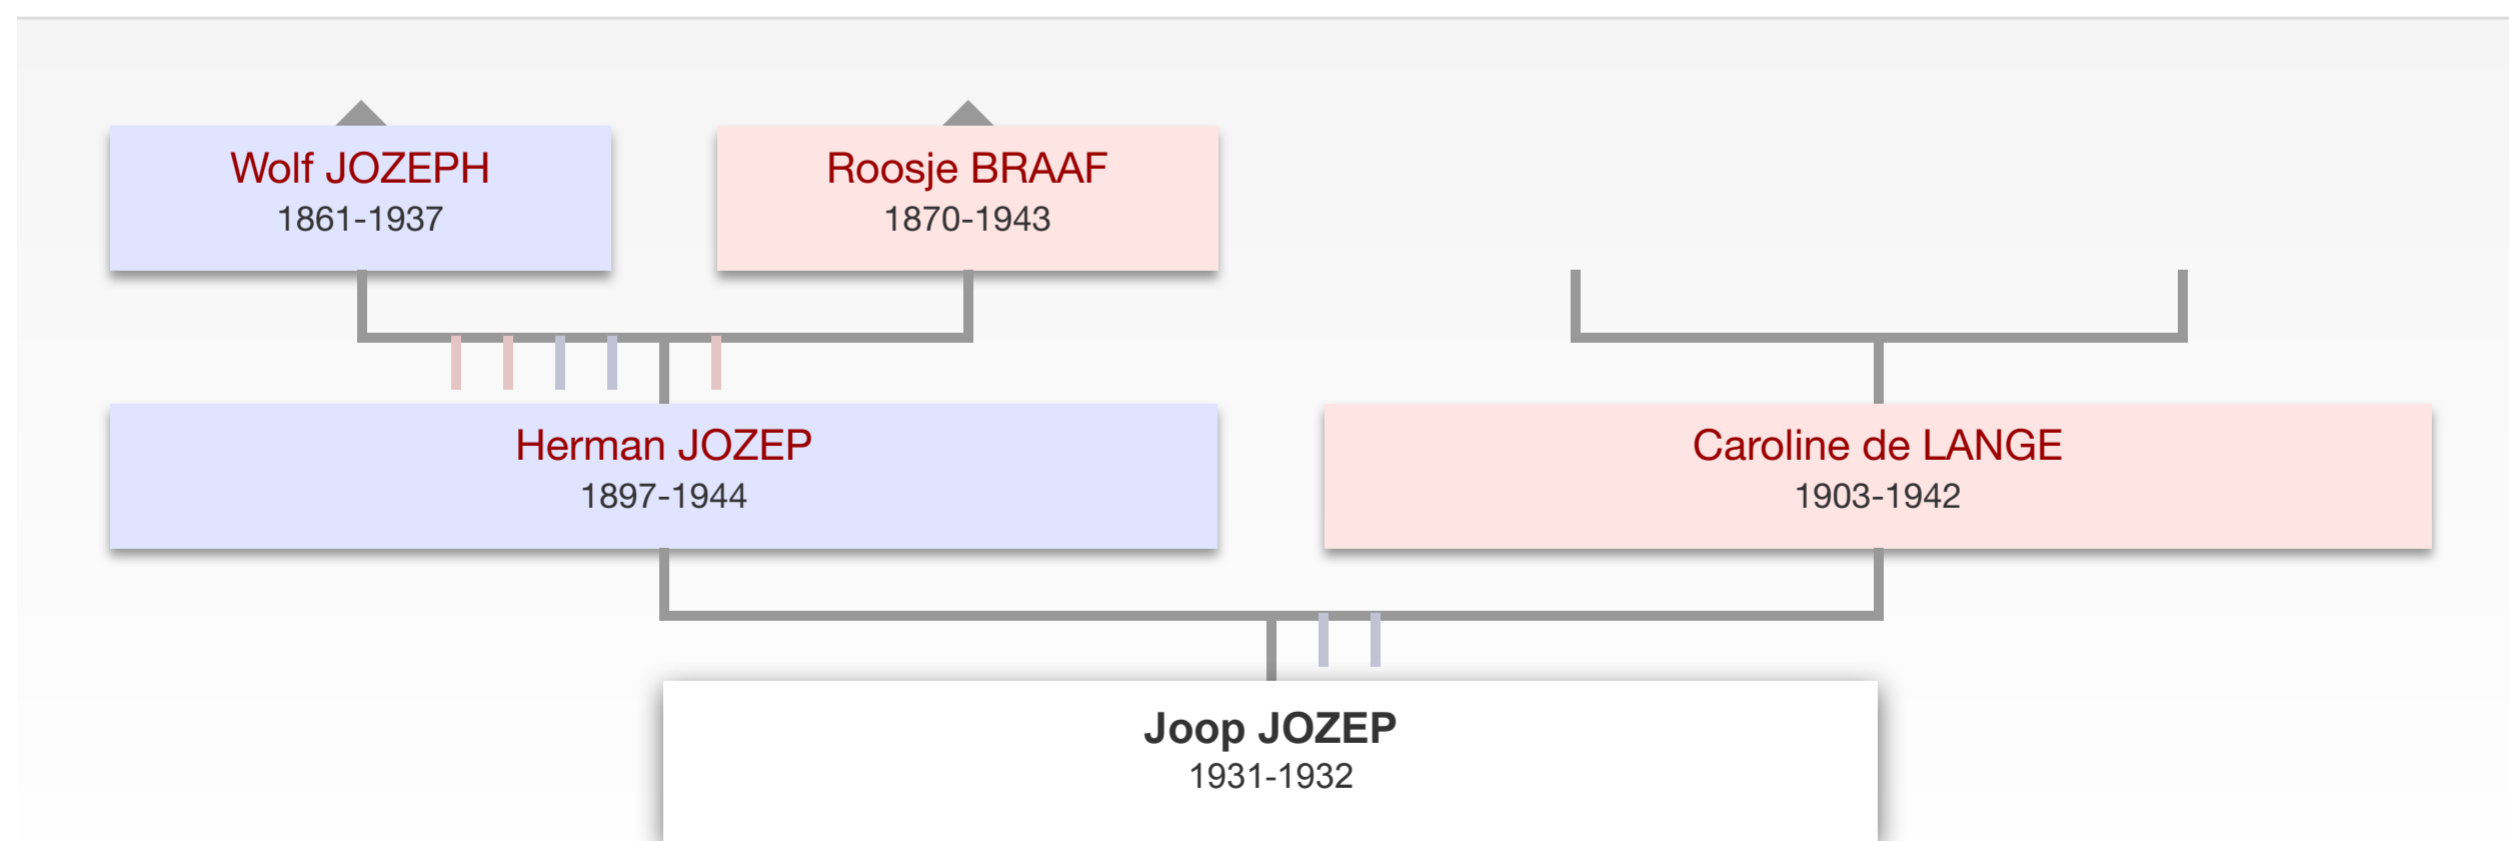 Wolf JOZEPH
1861-1937
Roosje BRAAF
1870-1943
Herman JOZEP
1897-1944
Caroline de LANGE
1903-1942
Joop JOZEP
1931-1932